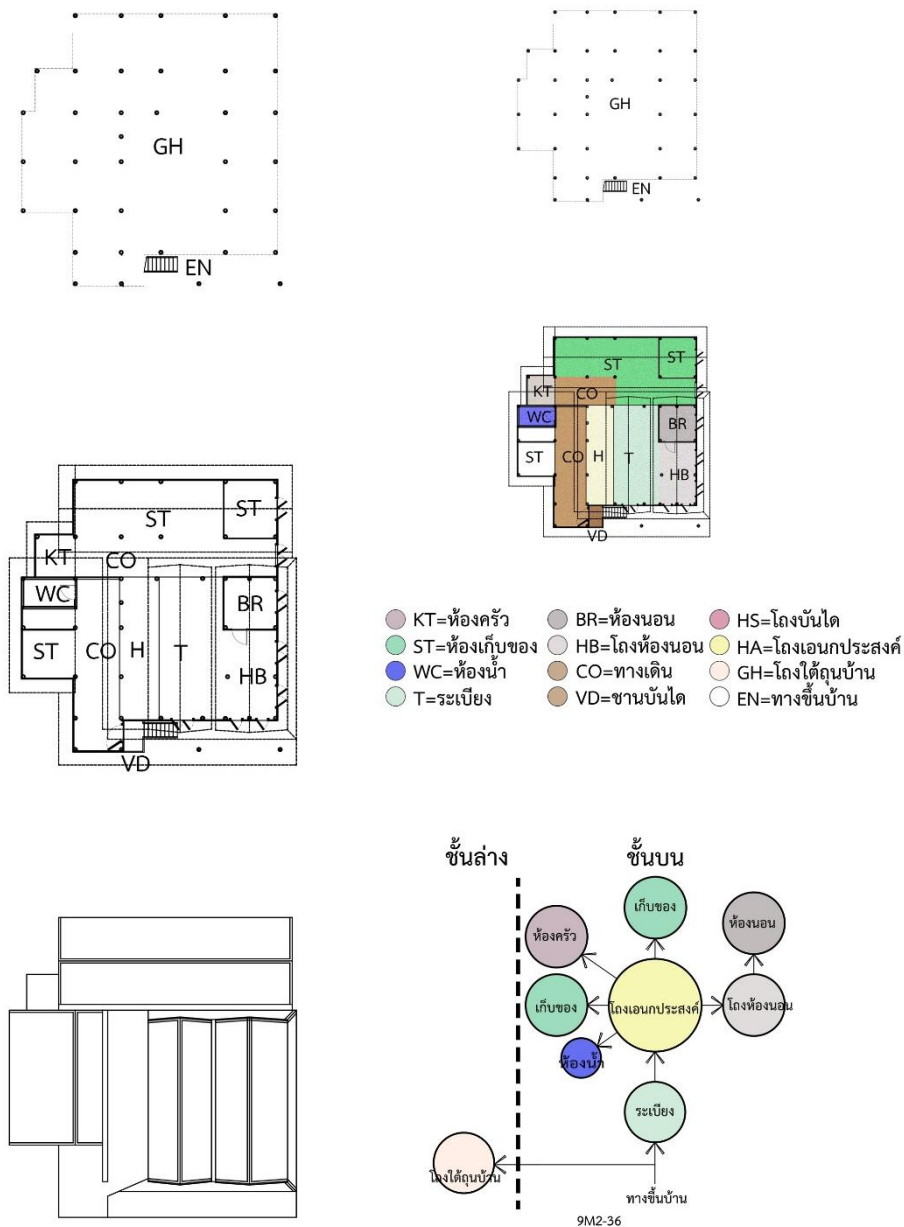 GH
EN
GH
EN
ST
ST
KT
CO
WC
BR
ST
CO
H
T
HB
VD
ST
ST
KT
CO
WC
BR
ST
CO
H
T
HB
VD
KT=ห้องครัว
BR=ห้องนอน
HS=โถงบันได
ST=ห้องเก็บของ
HB=โถงห้องนอน
HA=โถงเอนกประสงค์
WC=ห้องน้ำ
CO=ทางเดิน
GH=โถงใต้ถุนบ้าน
T=ระเบียง
VD=ชานบันได
EN=ทางขึ้นบ้าน
ชั้นล่าง
ชั้นบน
เก็บของ
ห้องครัว
ห้องนอน
เก็บของ
โถงเอนกประสงค์
โถงห้องนอน
ห้องน้ำ
ระเบียง
โถงใต้ถุนบ้าน
ทางขึ้นบ้าน
9M2-36